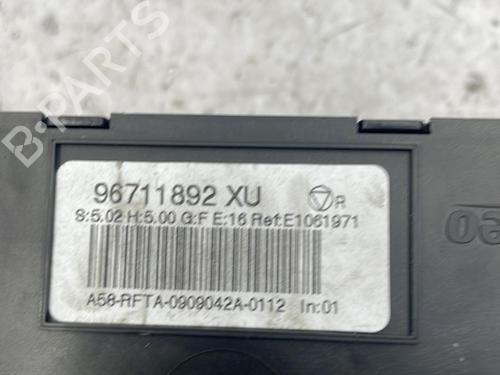 B-PARTS
96711892 XU
R
S:5.02 H:5.00 G:F E:16 Ref:E1061971
A58-RFTA-0909042A-0112 In:01